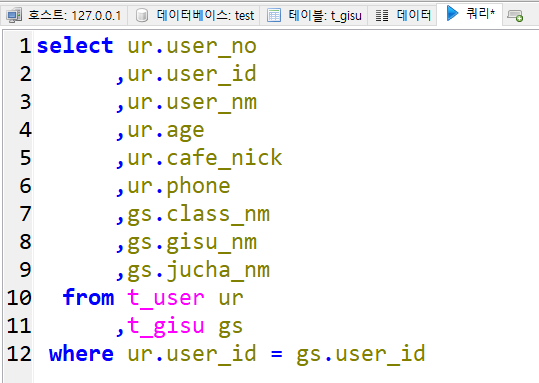 호스트: 127.0.0.1 데이터베이스: test 테이블: t_gisu 데이터 쿼리*
1 select ur.user_no
2 ,ur.user_id
3 ,ur.user_nm
4 ,ur.age
5 ,ur.cafe_nick
6 ,ur.phone
7 ,gs.class_nm
8 ,gs.gisu_nm
9 ,gs.jucha_nm
10 from t_user ur
11 ,t_gisu gs
12 where ur.user_id = gs.user_id